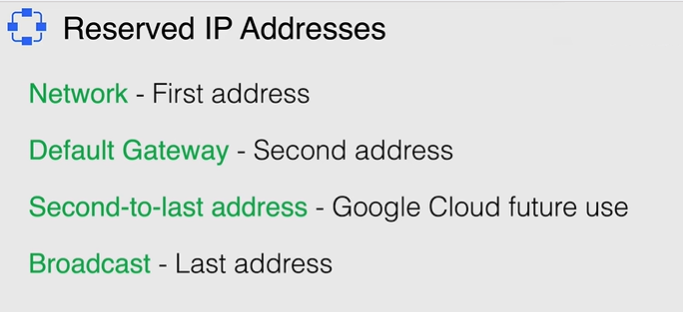 Reserved IP Addresses
Network - First address
Default Gateway - Second address
Second-to-last address - Google Cloud future use
Broadcast - Last address